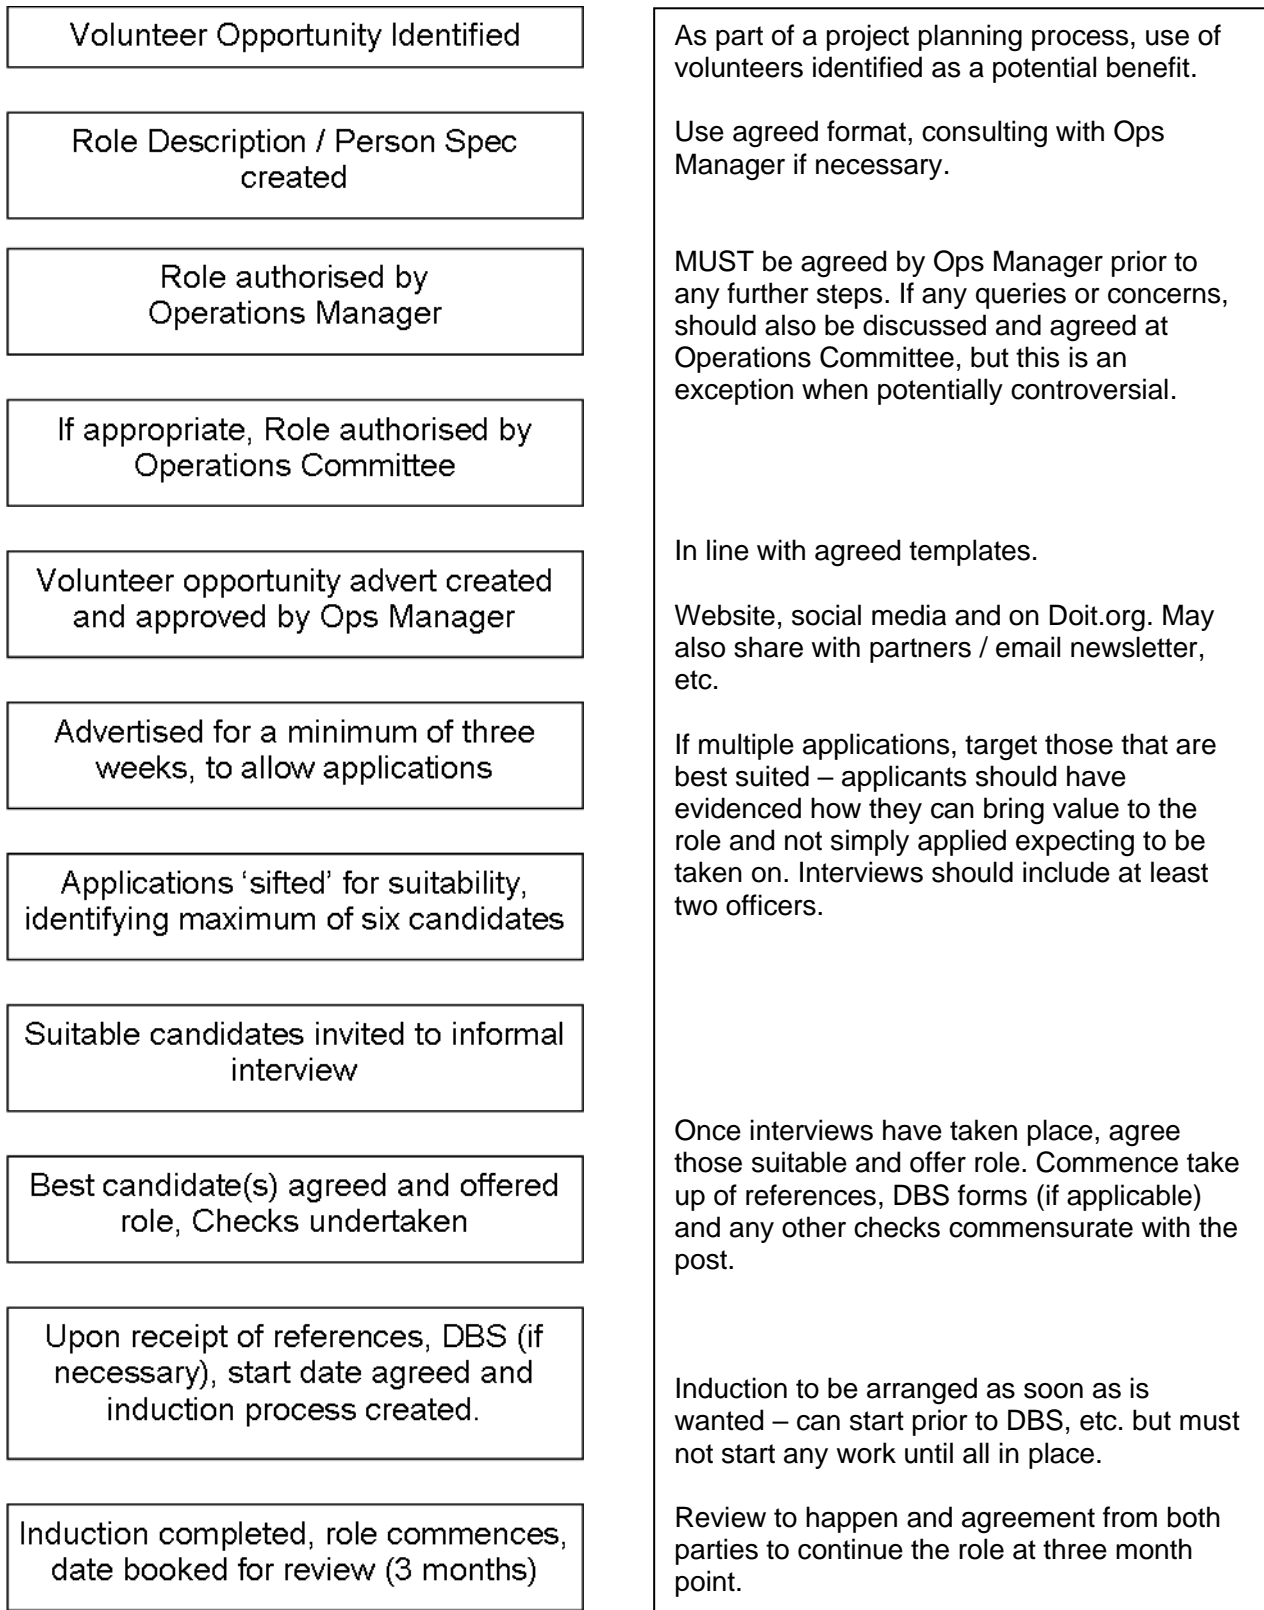 Volunteer Opportunity Identified
Role Description / Person Spec
created
Role authorised by
Operations Manager
If appropriate, Role authorised by
Operations Committee
Volunteer opportunity advert created
and approved by Ops Manager
Advertised for a minimum of three
weeks, to allow applications
Applications ‘sifted’ for suitability,
identifying maximum of six candidates
Suitable candidates invited to informal
interview
Best candidate(s) agreed and offered
role, Checks undertaken
Upon receipt of references, DBS (if
necessary), start date agreed and
induction process created.
Induction completed, role commences,
date booked for review (3 months)
As part of a project planning process, use of
volunteers identified as a potential benefit.
Use agreed format, consulting with Ops
Manager if necessary.
MUST be agreed by Ops Manager prior to
any further steps. If any queries or concerns,
should also be discussed and agreed at
Operations Committee, but this is an
exception when potentially controversial.
In line with agreed templates.
Website, social media and on Doit.org. May
also share with partners / email newsletter,
etc.
If multiple applications, target those that are
best suited – applicants should have
evidenced how they can bring value to the
role and not simply applied expecting to be
taken on. Interviews should include at least
two officers.
Once interviews have taken place, agree
those suitable and offer role. Commence take
up of references, DBS forms (if applicable)
and any other checks commensurate with the
post.
Induction to be arranged as soon as is
wanted – can start prior to DBS, etc. but must
not start any work until all in place.
Review to happen and agreement from both
parties to continue the role at three month
point.